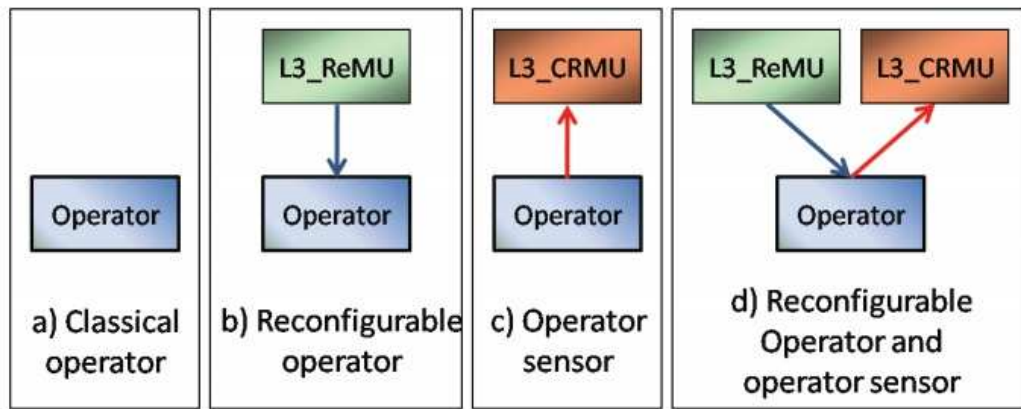 L3_ReMU
L3_CRMU
L3_ReMU
L3_CRMU
Operator
Operator
Operator
Operator
a) Classical
operator
b) Reconfigurable
operator
c) Operator
sensor
d) Reconfigurable
Operator and
operator sensor